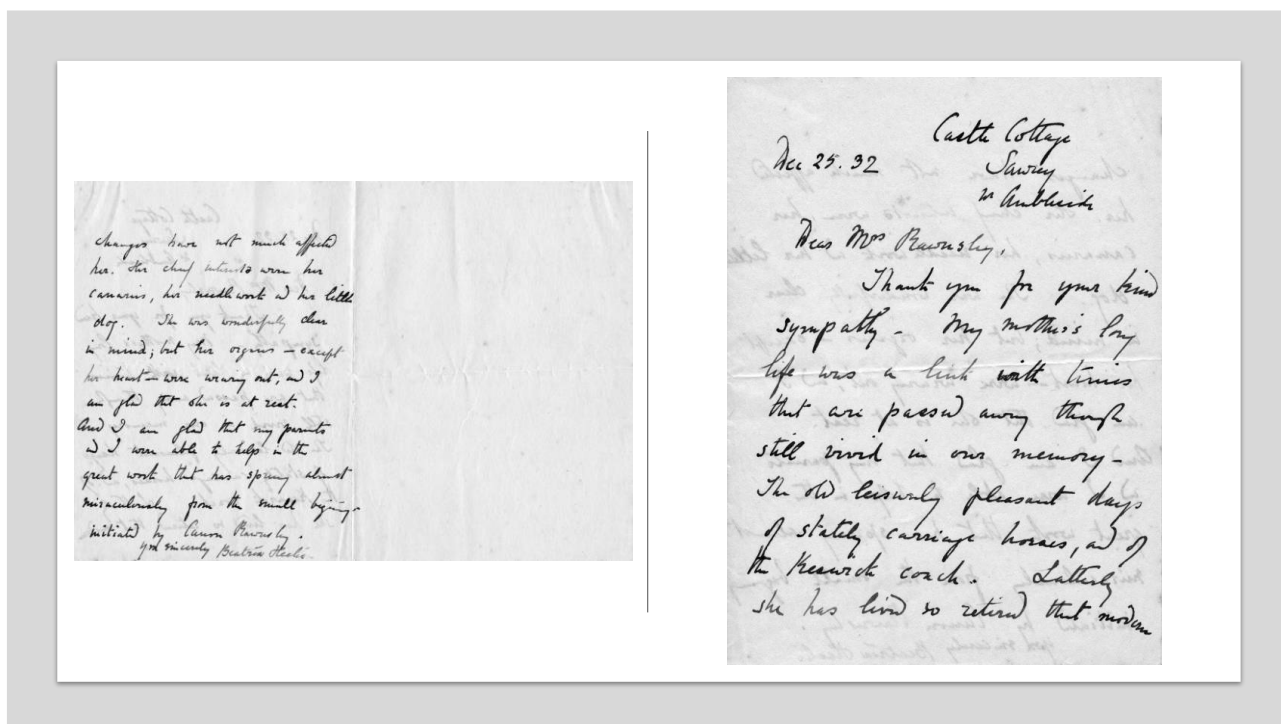 Castle Cottage
Dec 25. 32
Sawrey
nr Ambleside
Dear Mrs Rawnsley,
Thank you for your kind
sympathy – My mother's long
life was a link with times
that are passed away though
still vivid in our memory –
The old leisurely pleasant days
of stately carriage horses, and of
the Keswick coach. Latterly
she has lived so retired that modern
changes have not much affected
her. Her chief interests were her
canaries, her needlework and her little
dog. She was wonderfully clear
in mind; but her organs – except
her heart – were wearing out, and I
am glad that she is at rest.
And I am glad that my parents
and I were able to help in the
great work that has sprung almost
miraculously from the small
initiated by Canon Rawnsley.
yrs sincerely Beatrix Heelis.